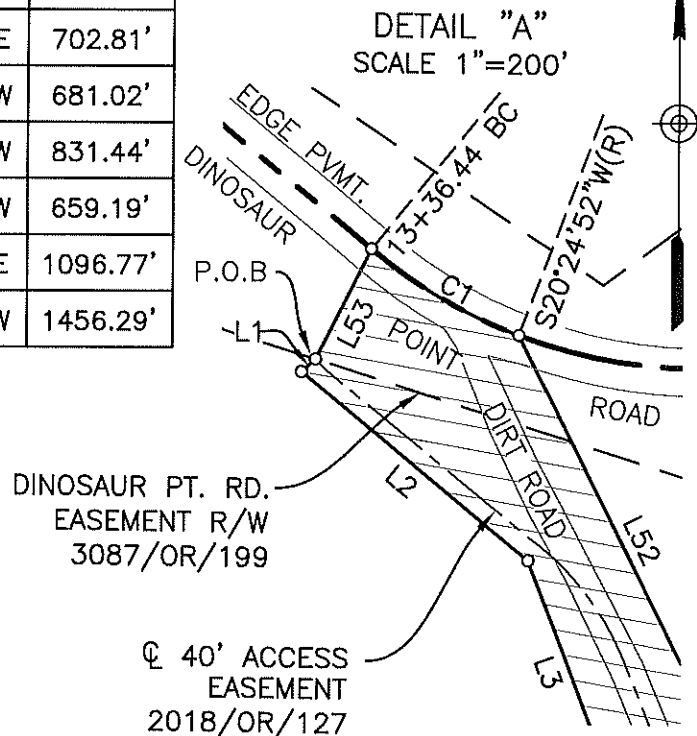 E 702.81'
W 681.02'
W 831.44'
W 659.19'
E 1096.77'
W 1456.29'
DETAIL "A"
SCALE 1"=200'
EDGE PVMT.
DINOSAUR
13+36.44 BC
S20°24'52"W(R)
P.O.B
C1
L53
POINT
L1
ROAD
DIRT ROAD
DINOSAUR PT. RD.
EASEMENT R/W
3087/OR/199
L2
L52
℄ 40' ACCESS
EASEMENT
2018/OR/127
L3